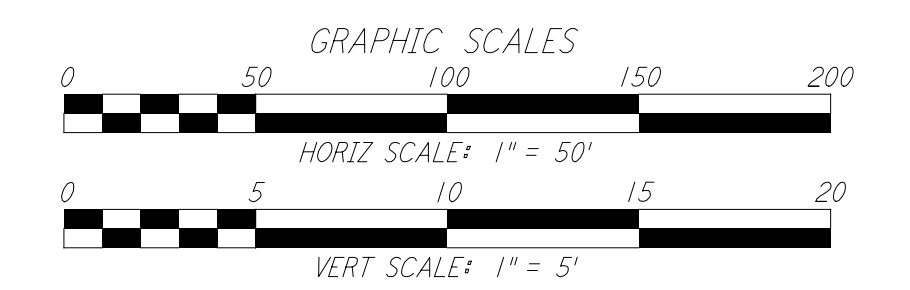 GRAPHIC SCALES
0 50 100 150 200
HORIZ SCALE: 1" = 50'
0 5 10 15 20
VERT SCALE: 1" = 5'